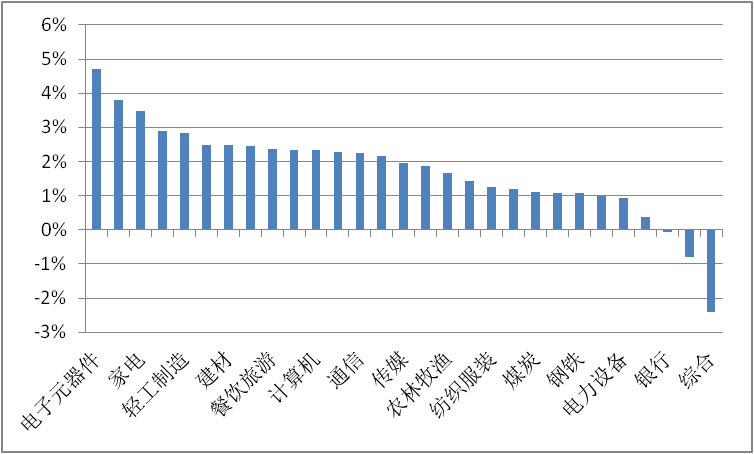 6%
5%
4%
3%
2%
1%
0%
-1%
-2%
-3%
电子元器件
家电
轻工制造
建材
餐饮旅游
计算机
通信
传媒
农林牧渔
纺织服装
煤炭
钢铁
电力设备
银行
综合